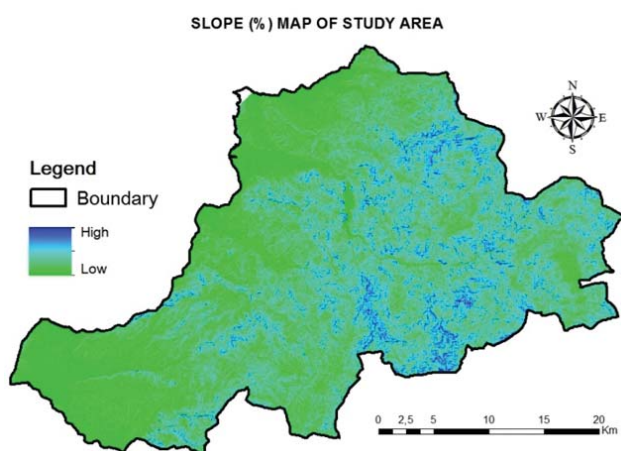 SLOPE (%) MAP OF STUDY AREA
N
W E
S
Legend
Boundary
High
Low
0 2,5 5 10 15 20
Km